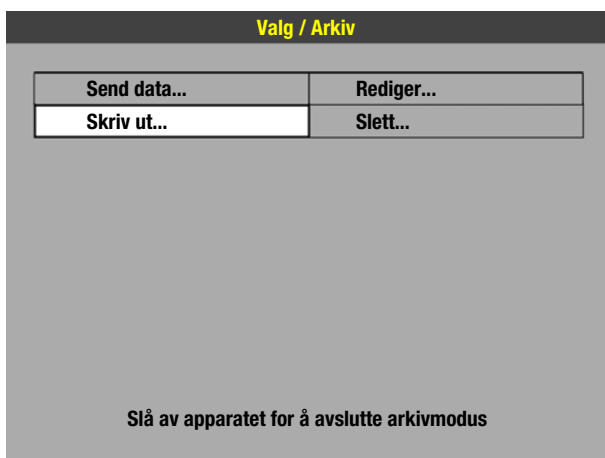 Valg / Arkiv
Send data... Rediger...
Skriv ut... Slett...
Slå av apparatet for å avslutte arkivmodus